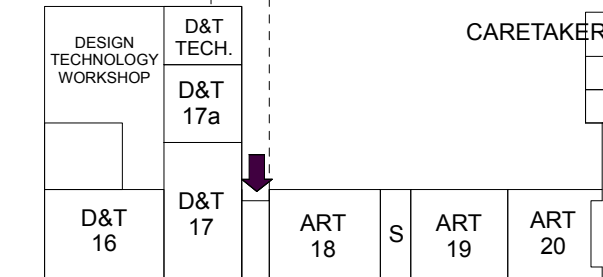 DESIGN
TECHNOLOGY
WORKSHOP
D&T
TECH.
CARETAKER
D&T
17a
D&T
16
D&T
17
ART
18
S
ART
19
ART
20